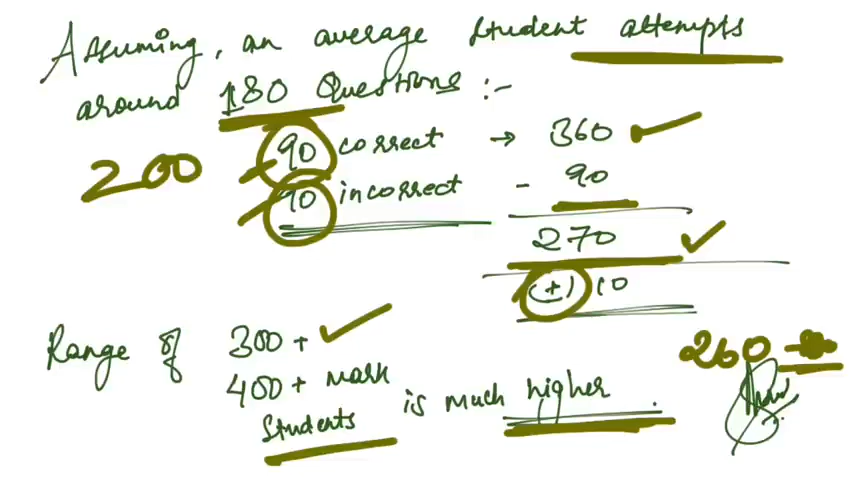 Assuming, an average student attempts
around 180 Questions :-
200 90 correct → 360
90 incorrect - 90
270
(+) 10
Range of 300 +
400 + mark
students is much higher .
260